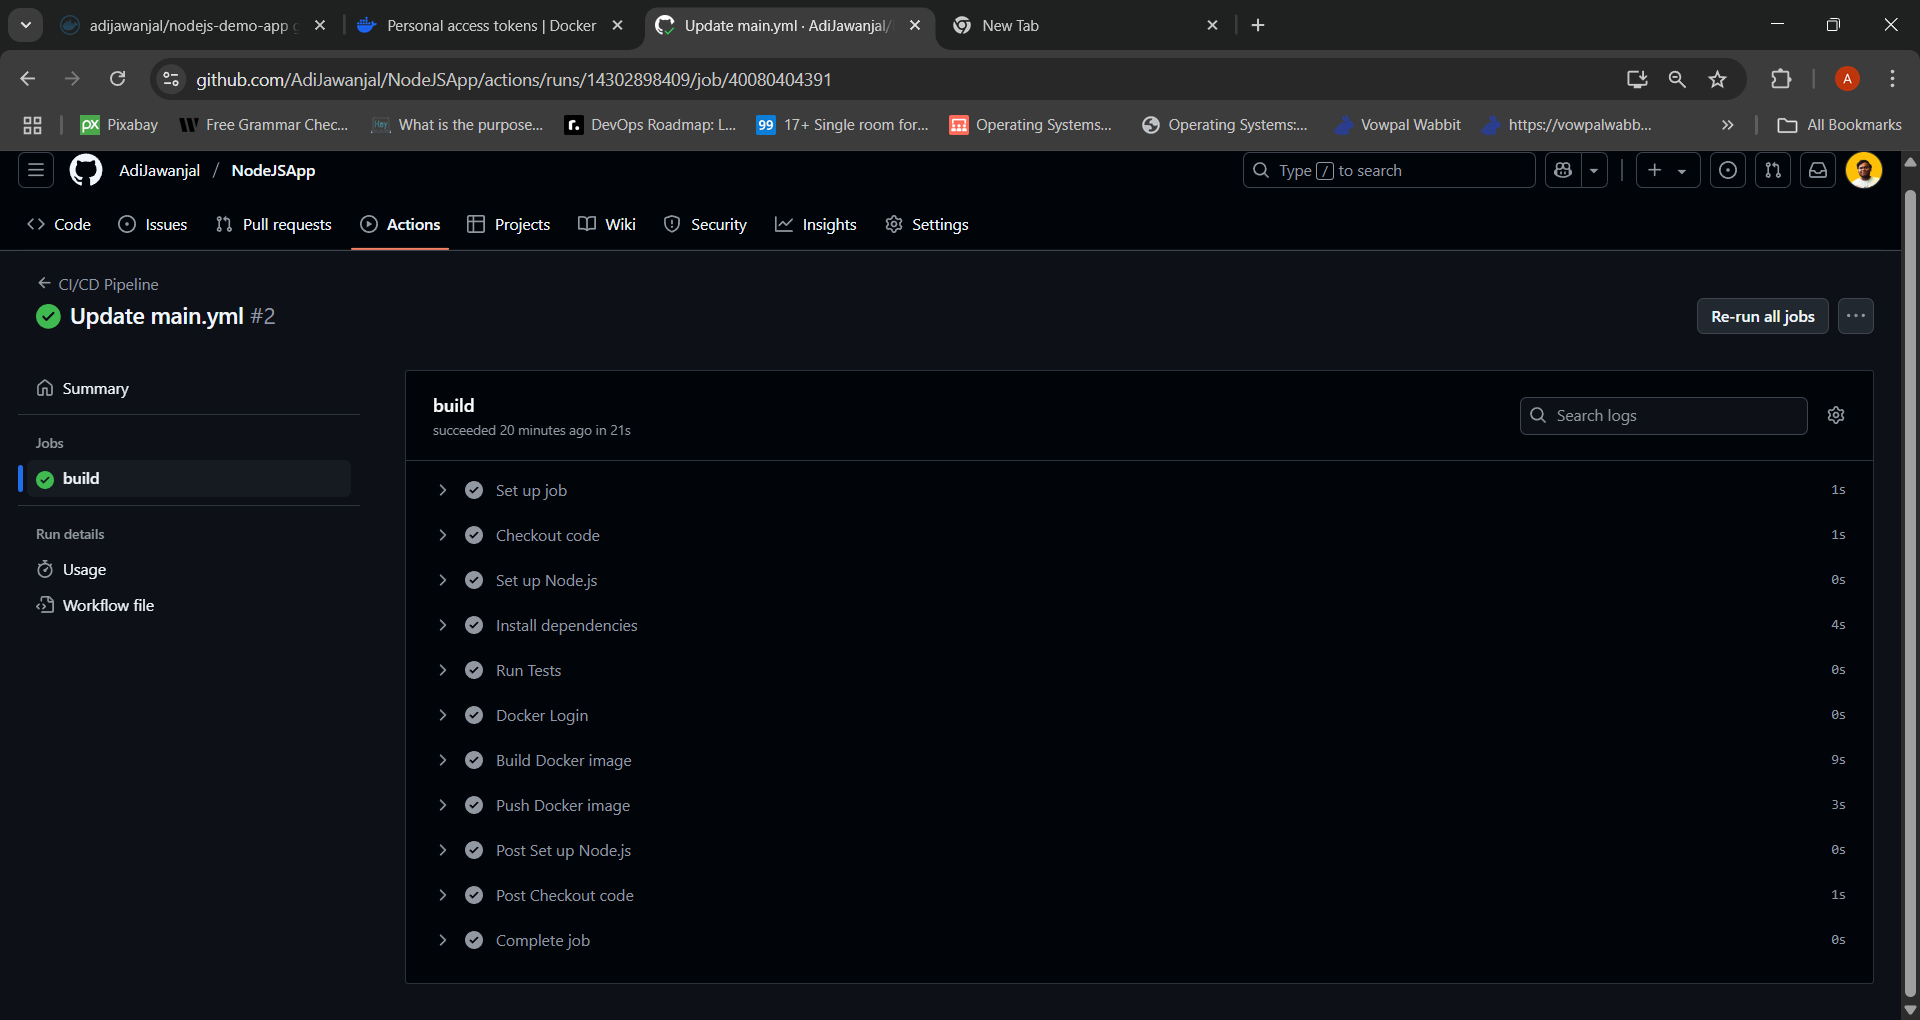 adijawanjal/nodejs-demo-app
Personal access tokens | Docker
Update main.yml · AdiJawanjal/
New Tab
github.com/AdiJawanjal/NodeJSApp/actions/runs/14302898409/job/40080404391
A
px Pixabay
Free Grammar Chec...
Hey What is the purpose...
r. DevOps Roadmap: L...
99 17+ Single room for...
Operating Systems...
Operating Systems:...
Vowpal Wabbit
https://vowpalwabb...
All Bookmarks
AdiJawanjal / NodeJSApp
Type / to search
Code
Issues
Pull requests
Actions
Projects
Wiki
Security
Insights
Settings
CI/CD Pipeline
Update main.yml #2
Re-run all jobs
Summary
Jobs
build
Run details
Usage
Workflow file
build
succeeded 20 minutes ago in 21s
Search logs
Set up job 1s
Checkout code 1s
Set up Node.js 0s
Install dependencies 4s
Run Tests 0s
Docker Login 0s
Build Docker image 9s
Push Docker image 3s
Post Set up Node.js 0s
Post Checkout code 1s
Complete job 0s